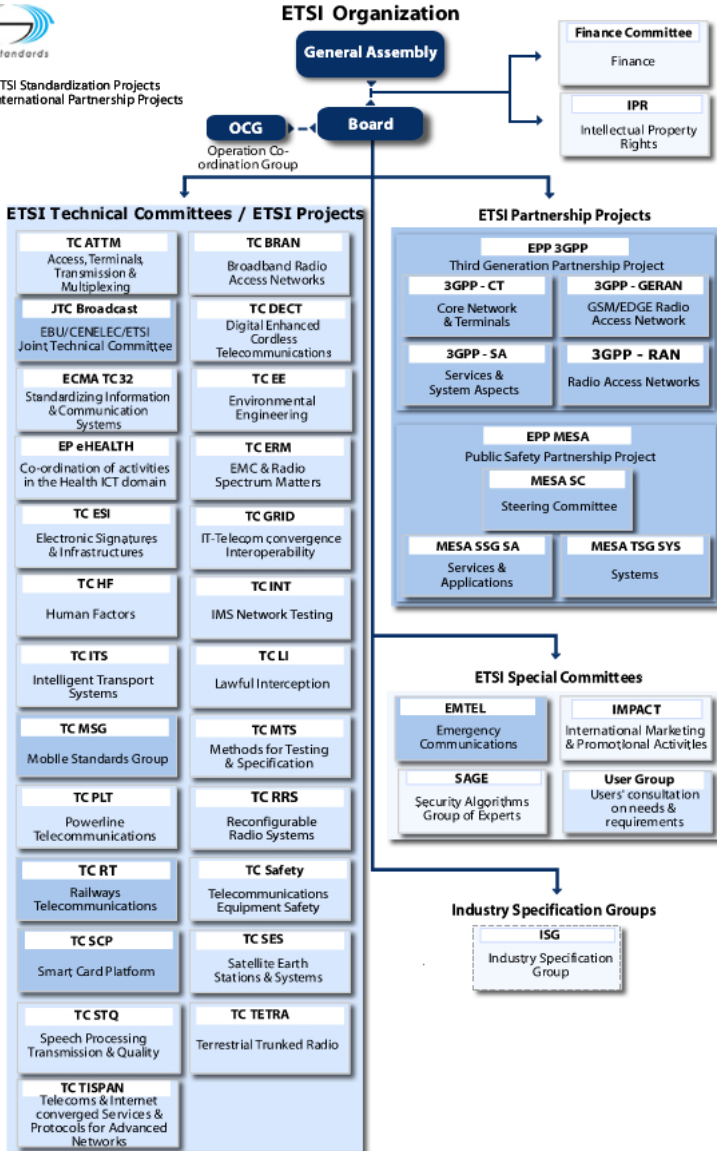 ETSI Organization
tandards
TSI Standardization Projects
nternational Partnership Projects
General Assembly
Finance Committee
Finance
IPR
Intellectual Property
Rights
OCG
Board
Operation Co-
ordination Group
ETSI Technical Committees / ETSI Projects
TC ATTM
Access, Terminals,
Transmission &
Multiplexing
TC BRAN
Broadband Radio
Access Networks
JTC Broadcast
EBU/CENELEC/ETSI
Joint Technical Committee
TC DECT
Digital Enhanced
Cordless
Telecommunications
ECMA TC32
Standardizing Information
& Communication
Systems
TC EE
Environmental
Engineering
EP eHEALTH
Co-ordination of activities
in the Health ICT domain
TC ERM
EMC & Radio
Spectrum Matters
TC ESI
Electronic Signatures
& Infrastructures
TC GRID
IT-Telecom convergence
Interoperability
TC HF
Human Factors
TC INT
IMS Network Testing
TC ITS
Intelligent Transport
Systems
TC LI
Lawful Interception
TC MSG
Mobile Standards Group
TC MTS
Methods for Testing
& Specification
TC PLT
Powerline
Telecommunications
TC RRS
Reconfigurable
Radio Systems
TC RT
Railways
Telecommunications
TC Safety
Telecommunications
Equipment Safety
TC SCP
Smart Card Platform
TC SES
Satellite Earth
Stations & Systems
TC STQ
Speech Processing
Transmission & Quality
TC TETRA
Terrestrial Trunked Radio
TC TISPAN
Telecoms & Internet
converged Services &
Protocols for Advanced
Networks
ETSI Partnership Projects
EPP 3GPP
Third Generation Partnership Project
3GPP - CT
Core Network
& Terminals
3GPP - GERAN
GSM/EDGE Radio
Access Network
3GPP - SA
Services &
System Aspects
3GPP - RAN
Radio Access Networks
EPP MESA
Public Safety Partnership Project
MESA SC
Steering Committee
MESA SSG SA
Services &
Applications
MESA TSG SYS
Systems
ETSI Special Committees
EMTEL
Emergency
Communications
IMPACT
International Marketing
& Promotional Activities
SAGE
Security Algorithms
Group of Experts
User Group
Users' consultation
on needs &
requirements
Industry Specification Groups
ISG
Industry Specification
Group